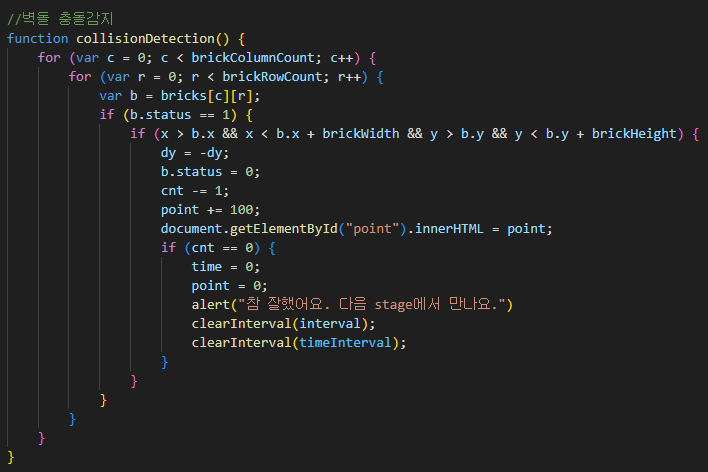 //벽돌 충돌감지
function collisionDetection() {
    for (var c = 0; c < brickColumnCount; c++) {
        for (var r = 0; r < brickRowCount; r++) {
            var b = bricks[c][r];
            if (b.status == 1) {
                if (x > b.x && x < b.x + brickWidth && y > b.y && y < b.y + brickHeight) {
                    dy = -dy;
                    b.status = 0;
                    cnt -= 1;
                    point += 100;
                    document.getElementById("point").innerHTML = point;
                    if (cnt == 0) {
                        time = 0;
                        point = 0;
                        alert("참 잘했어요. 다음 stage에서 만나요.")
                        clearInterval(interval);
                        clearInterval(timeInterval);
                    }
                }
            }
        }
    }
}